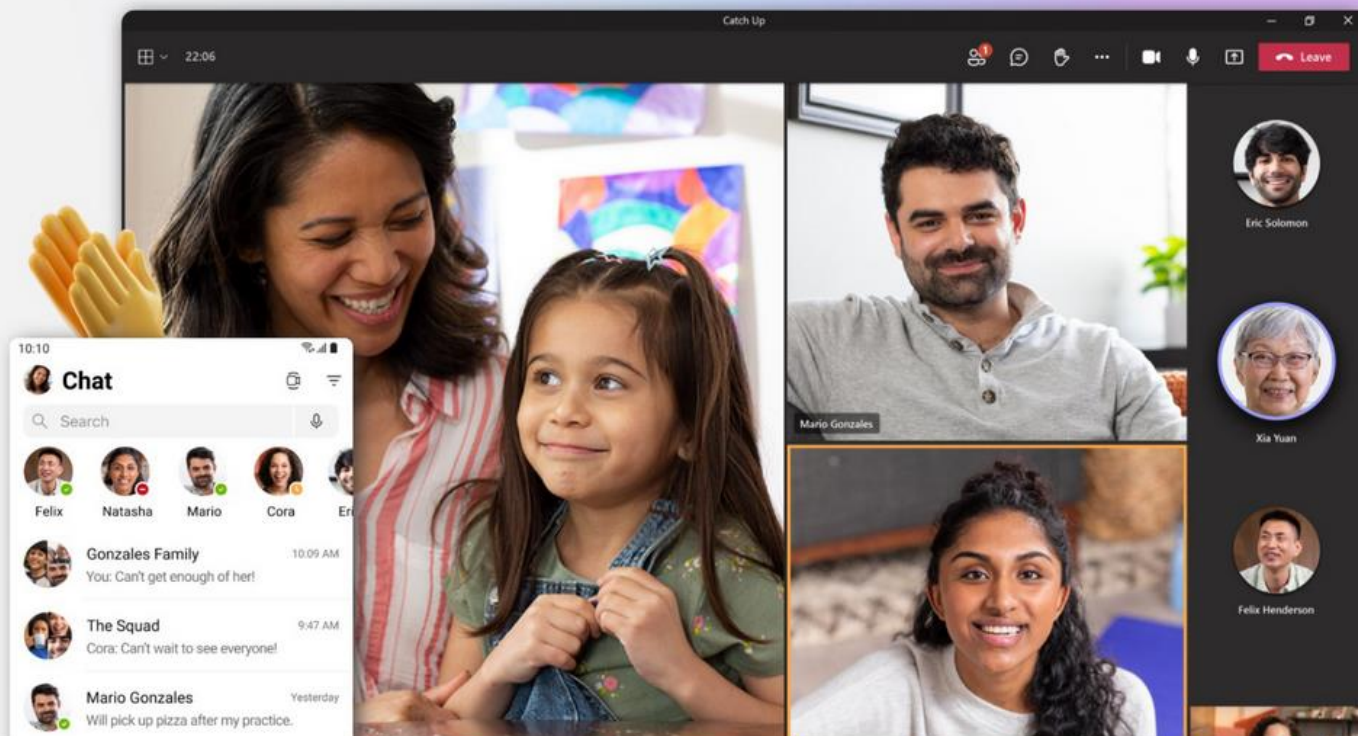 Catch Up
22:06
1
Leave
Eric Solomon
Mario Gonzales
Xia Yuan
Felix Henderson
10:10
Chat
Search
Felix
Natasha
Mario
Cora
Eri
Gonzales Family
10:09 AM
You: Can't get enough of her!
The Squad
9:47 AM
Cora: Can't wait to see everyone!
Mario Gonzales
Yesterday
Will pick up pizza after my practice.